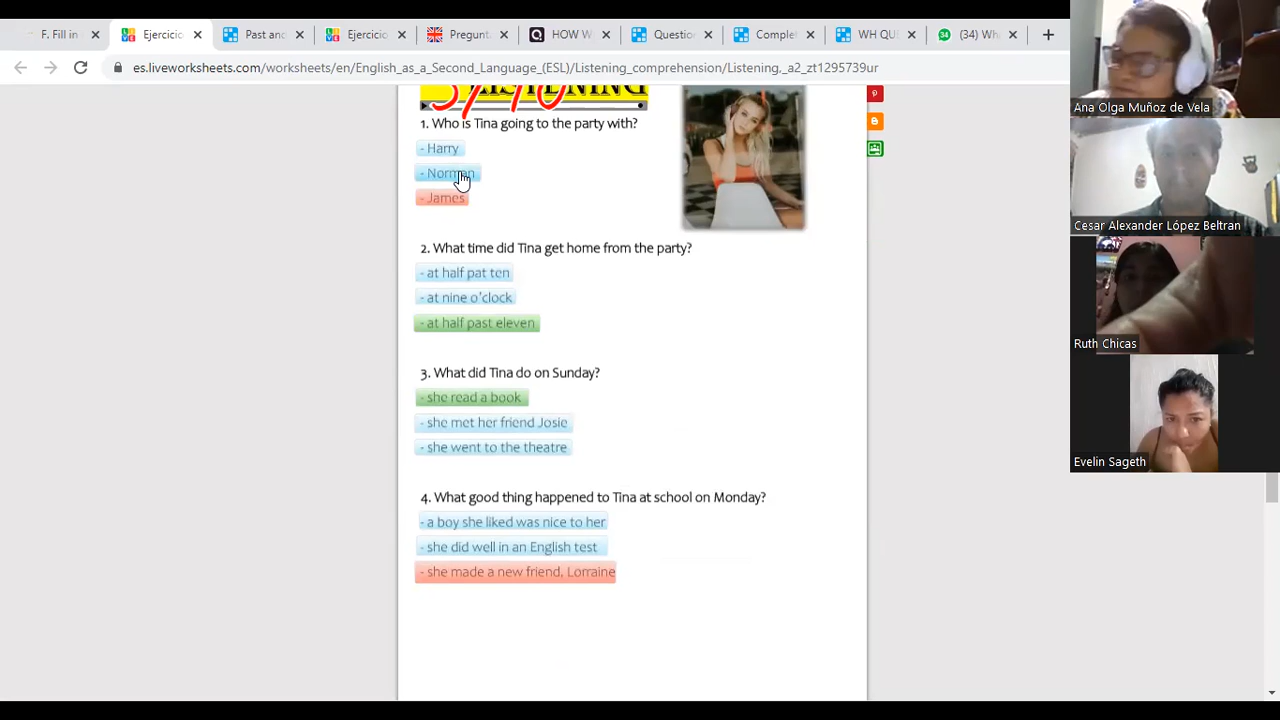 F. Fill in
Ejercicio
Past and
Ejercicio
Pregunt
HOW W
Questio
Comple
WH QU
(34) Wh
es.liveworksheets.com/worksheets/en/English_as_a_Second_Language_(ESL)/Listening_comprehension/Listening,_a2_zt1295739ur
5/10
LISTENING
1. Who is Tina going to the party with?
- Harry
- Norman
- James
2. What time did Tina get home from the party?
- at half pat ten
- at nine o'clock
- at half past eleven
3. What did Tina do on Sunday?
- she read a book
- she met her friend Josie
- she went to the theatre
4. What good thing happened to Tina at school on Monday?
- a boy she liked was nice to her
- she did well in an English test
- she made a new friend, Lorraine
Ana Olga Muñoz de Vela
Cesar Alexander López Beltran
Ruth Chicas
Evelin Sageth